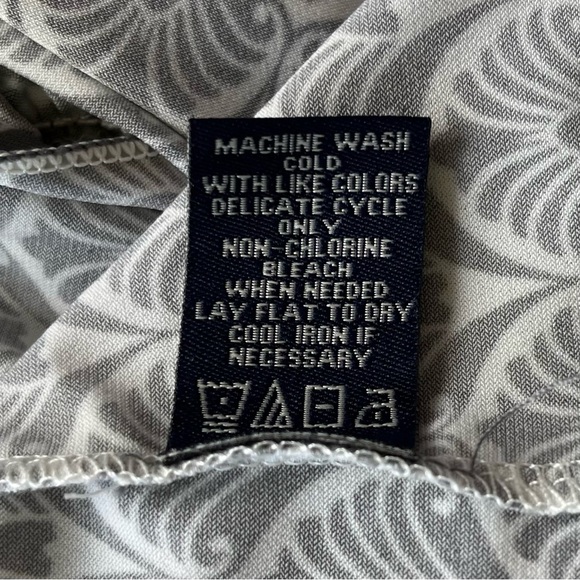 MACHINE WASH
COLD
WITH LIKE COLORS
DELICATE CYCLE
ONLY
NON-CHLORINE
BLEACH
WHEN NEEDED
LAY FLAT TO DRY
COOL IRON IF
NECESSARY